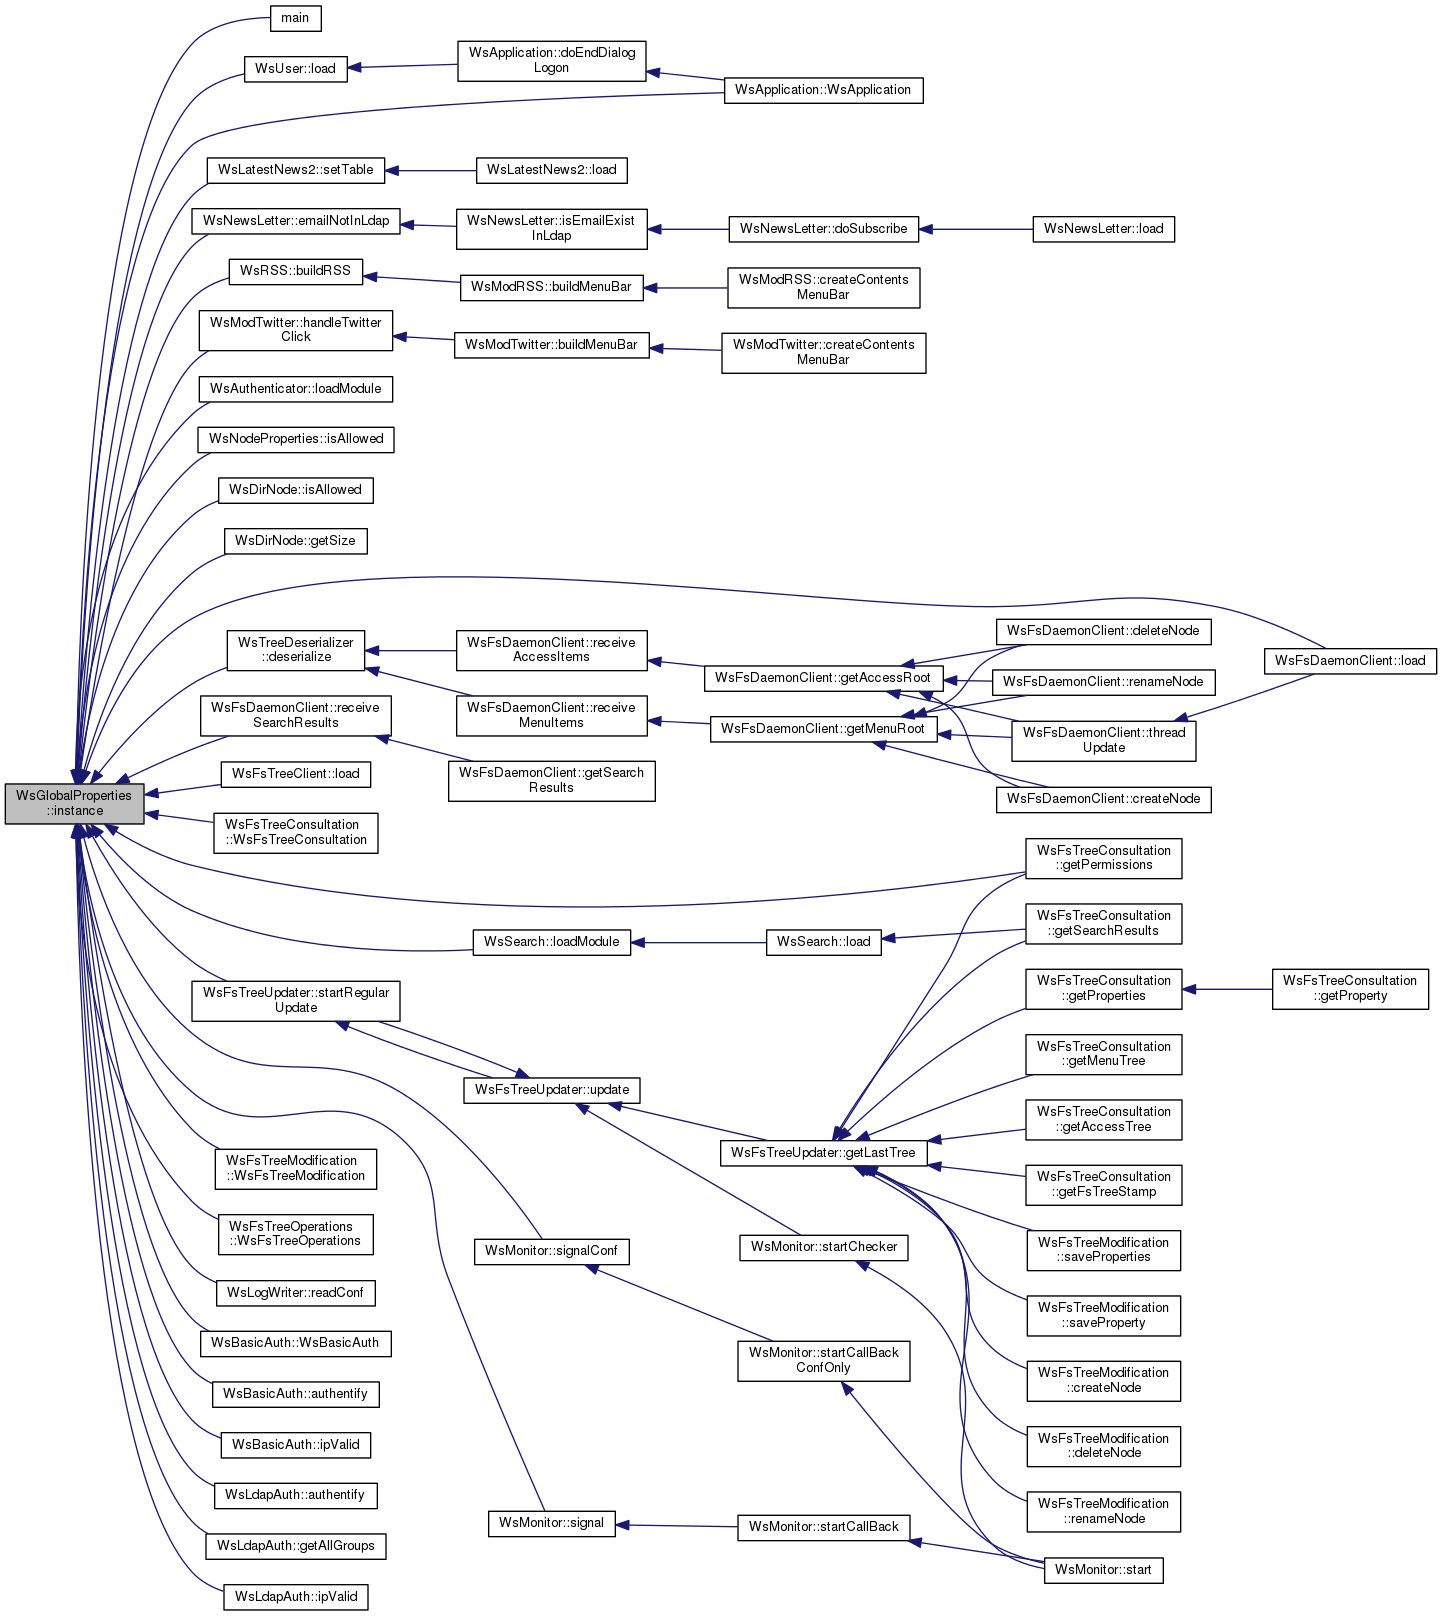 main
WsUser::load
WsApplication::doEndDialog
Logon
WsApplication::WsApplication
WsLatestNews2::setTable
WsLatestNews2::load
WsNewsLetter::emailNotInLdap
WsNewsLetter::isEmailExist
InLdap
WsNewsLetter::doSubscribe
WsNewsLetter::load
WsRSS::buildRSS
WsModRSS::buildMenuBar
WsModRSS::createContents
MenuBar
WsModTwitter::handleTwitter
Click
WsModTwitter::buildMenuBar
WsModTwitter::createContents
MenuBar
WsAuthenticator::loadModule
WsNodeProperties::isAllowed
WsDirNode::isAllowed
WsDirNode::getSize
WsTreeDeserializer
::deserialize
WsFsDaemonClient::receive
AccessItems
WsFsDaemonClient::getAccessRoot
WsFsDaemonClient::deleteNode
WsFsDaemonClient::load
WsFsDaemonClient::renameNode
WsFsDaemonClient::receive
SearchResults
WsFsDaemonClient::receive
MenuItems
WsFsDaemonClient::getMenuRoot
WsFsDaemonClient::thread
Update
WsFsTreeClient::load
WsFsDaemonClient::getSearch
Results
WsFsDaemonClient::createNode
WsGlobalProperties
::instance
WsFsTreeConsultation
::WsFsTreeConsultation
WsFsTreeConsultation
::getPermissions
WsSearch::loadModule
WsSearch::load
WsFsTreeConsultation
::getSearchResults
WsFsTreeUpdater::startRegular
Update
WsFsTreeConsultation
::getProperties
WsFsTreeConsultation
::getProperty
WsFsTreeConsultation
::getMenuTree
WsFsTreeUpdater::update
WsFsTreeConsultation
::getAccessTree
WsFsTreeUpdater::getLastTree
WsFsTreeModification
::WsFsTreeModification
WsFsTreeConsultation
::getFsTreeStamp
WsFsTreeOperations
::WsFsTreeOperations
WsMonitor::signalConf
WsMonitor::startChecker
WsFsTreeModification
::saveProperties
WsLogWriter::readConf
WsFsTreeModification
::saveProperty
WsBasicAuth::WsBasicAuth
WsMonitor::startCallBack
ConfOnly
WsFsTreeModification
::createNode
WsBasicAuth::authentify
WsBasicAuth::ipValid
WsFsTreeModification
::deleteNode
WsLdapAuth::authentify
WsFsTreeModification
::renameNode
WsMonitor::signal
WsMonitor::startCallBack
WsLdapAuth::getAllGroups
WsMonitor::start
WsLdapAuth::ipValid